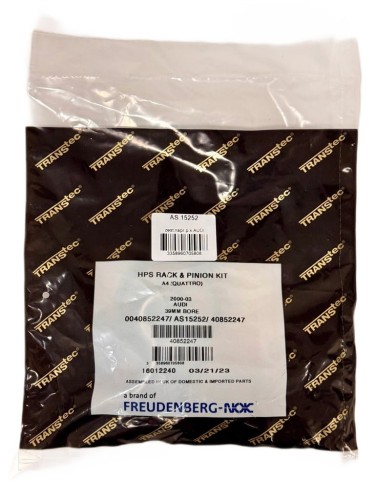 TRANSTEC
AS 15252
HPS RACK & PINION KIT
A4 (QUATTRO)
2000-03
AUDI
39MM BORE
0040852247/ AS15252/ 40852247
40852247
16012240 03/21/23
ASSEMBLED IN UK OF DOMESTIC & IMPORTED PARTS
a brand of
FREUDENBERG-NOK